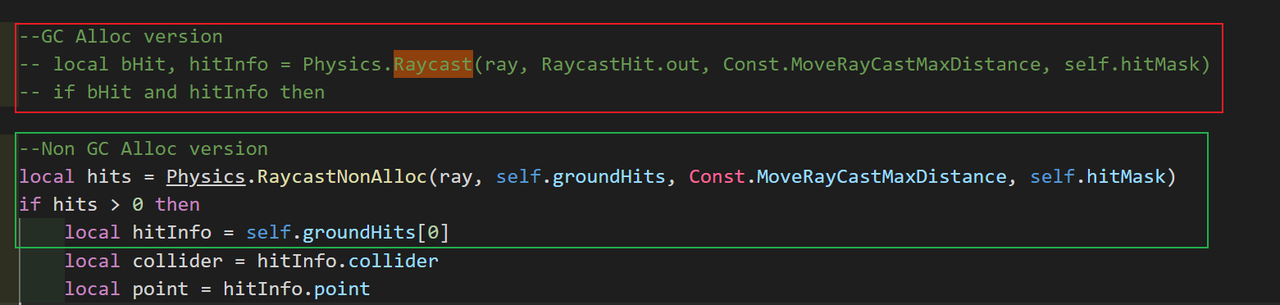 --GC Alloc version
-- local bHit, hitInfo = Physics.Raycast(ray, RaycastHit.out, Const.MoveRayCastMaxDistance, self.hitMask)
-- if bHit and hitInfo then
--Non GC Alloc version
local hits = Physics.RaycastNonAlloc(ray, self.groundHits, Const.MoveRayCastMaxDistance, self.hitMask)
if hits > 0 then
local hitInfo = self.groundHits[0]
local collider = hitInfo.collider
local point = hitInfo.point